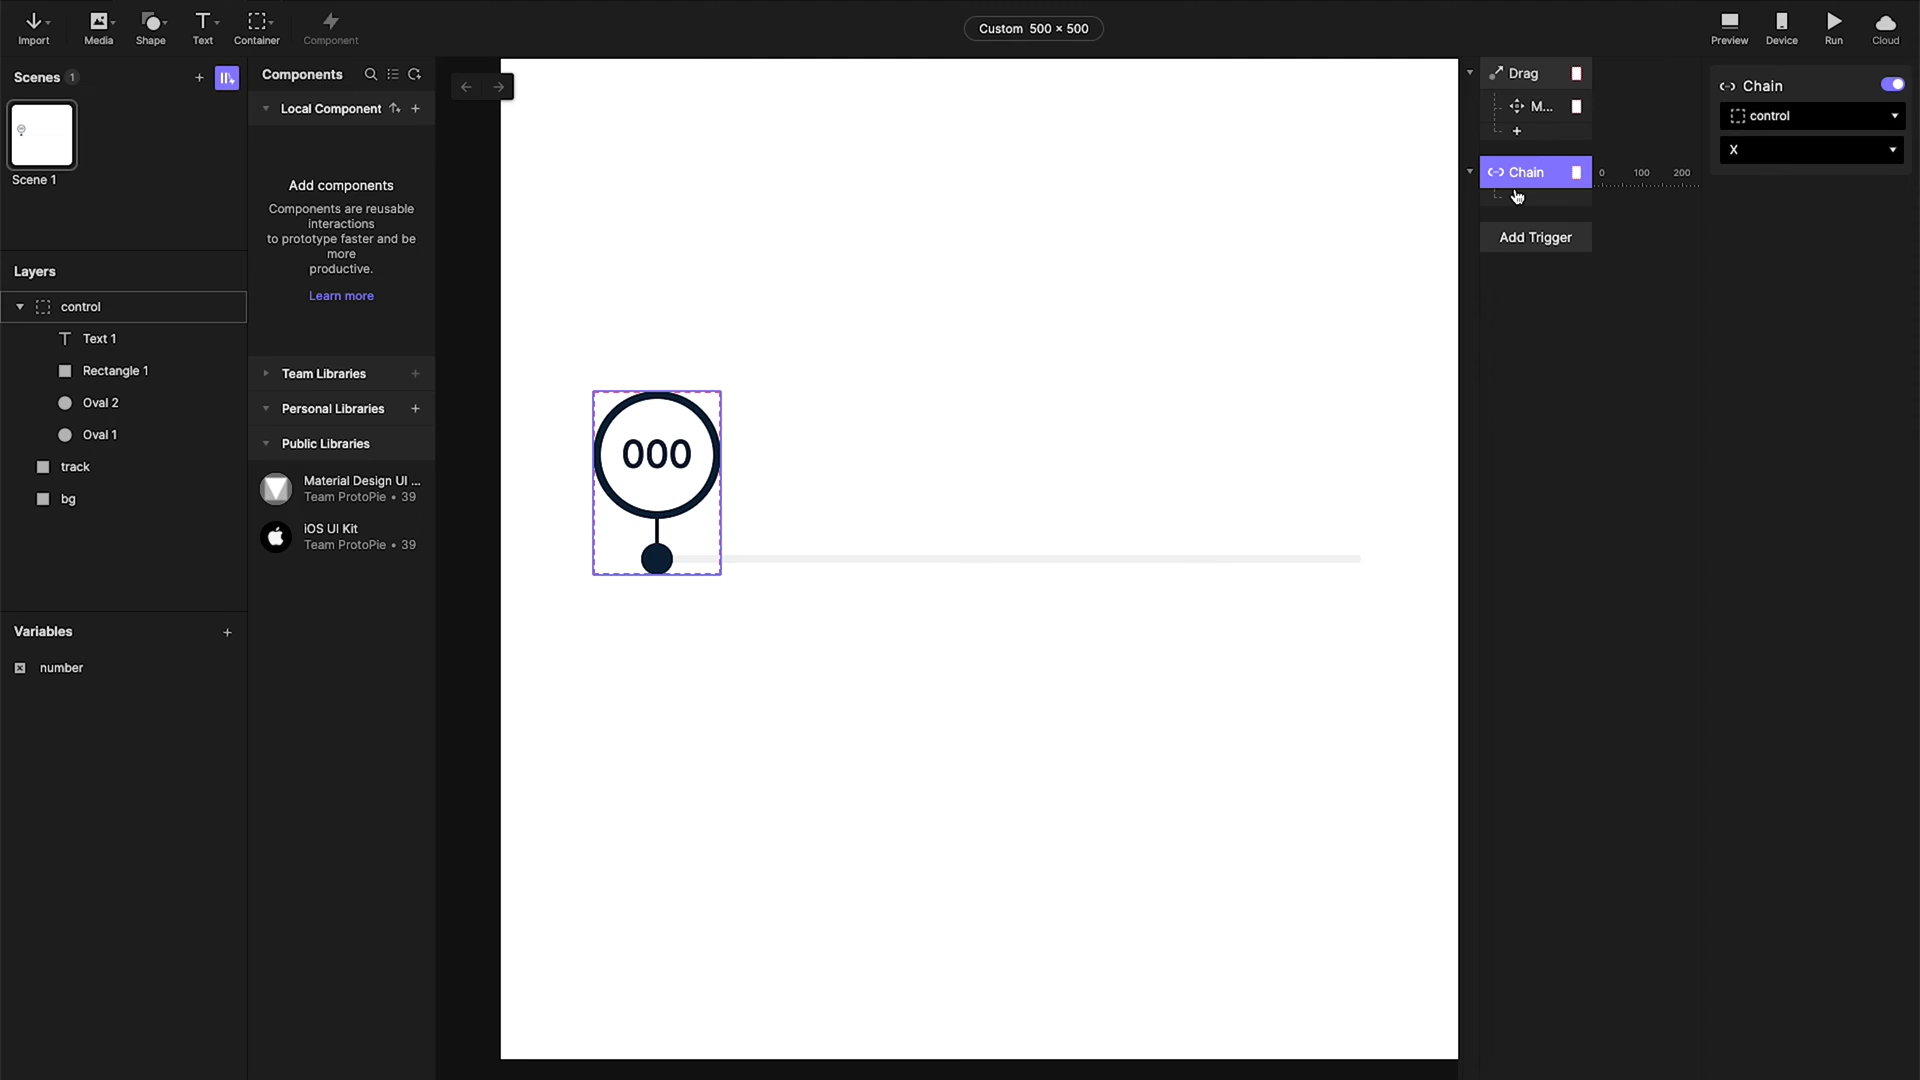 Import
Media
Shape
Text
Container
Component
Custom 500 × 500
Preview
Device
Run
Cloud
Scenes 1
Scene 1
Layers
control
Text 1
Rectangle 1
Oval 2
Oval 1
track
bg
Variables
number
Components
Local Component
Add components
Components are reusable
interactions
to prototype faster and be
more
productive.
Learn more
Team Libraries
Personal Libraries
Public Libraries
Material Design UI ...
Team ProtoPie • 39
iOS UI Kit
Team ProtoPie • 39
000
Drag
M...
Chain
0 100 200
Add Trigger
Chain
control
X